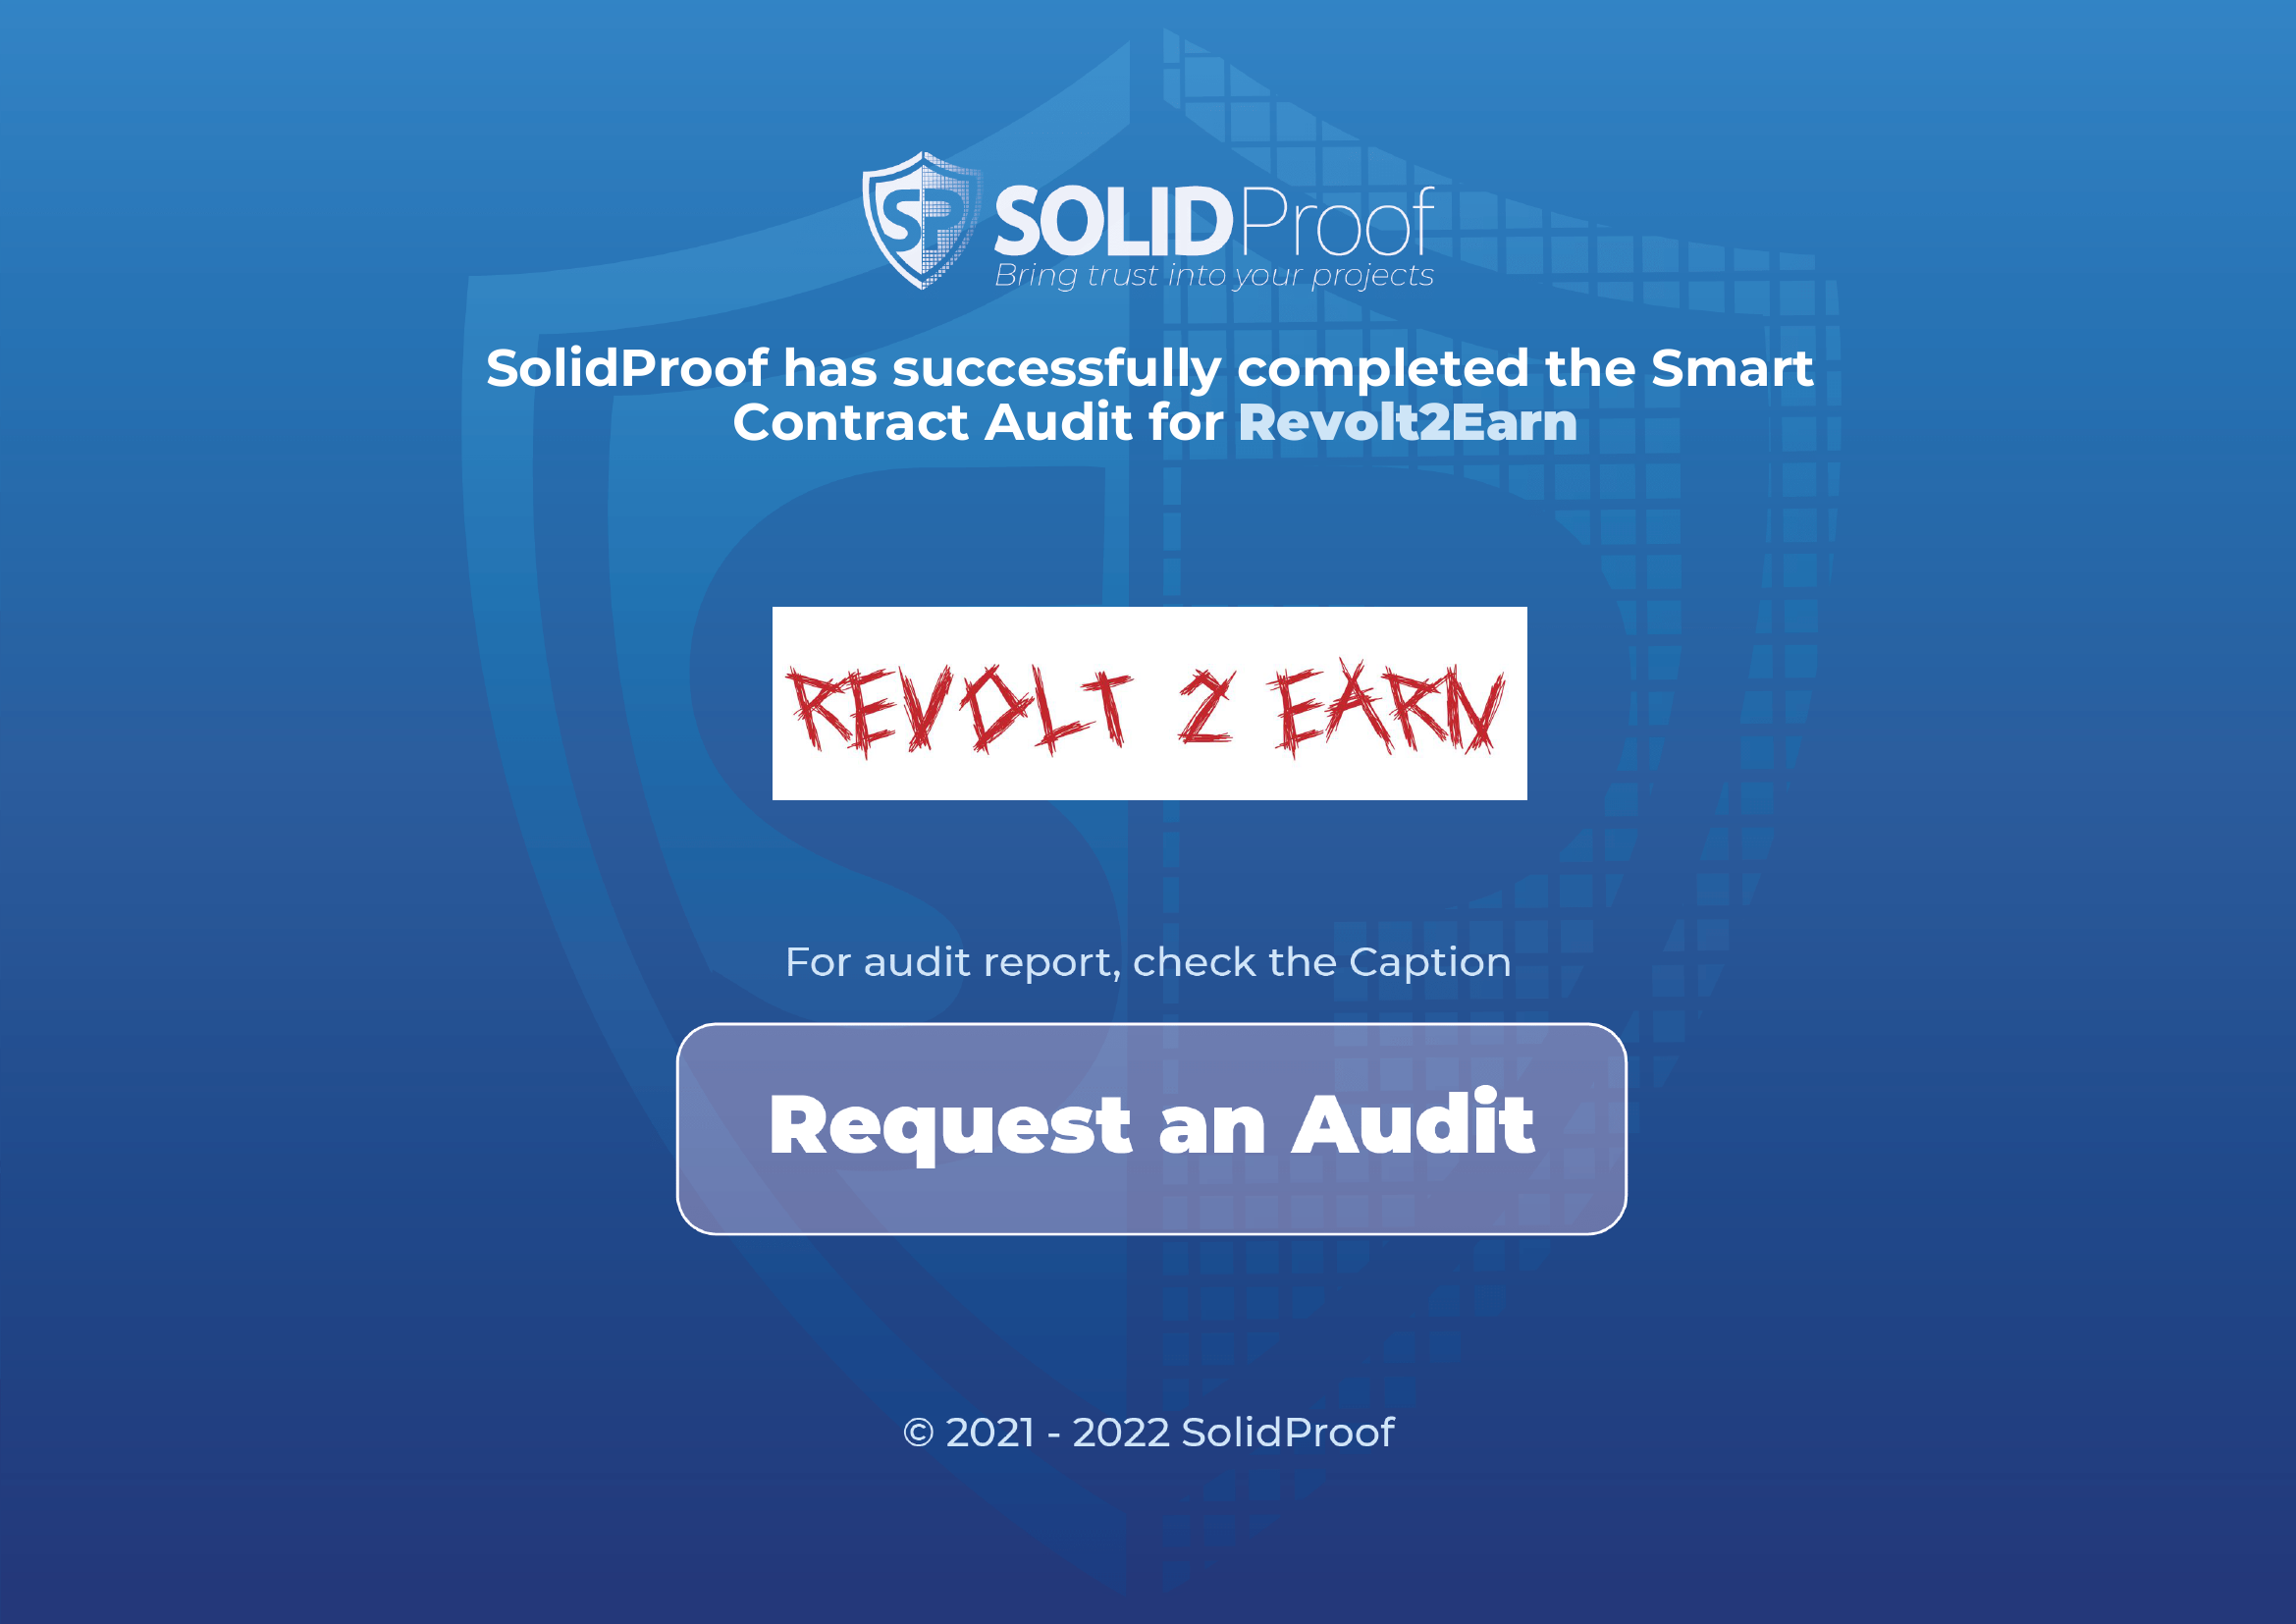 SP SOLIDProof
Bring trust into your projects
SolidProof has successfully completed the Smart
Contract Audit for Revolt2Earn
REVOLT 2 EARN
For audit report, check the Caption
Request an Audit
© 2021 - 2022 SolidProof